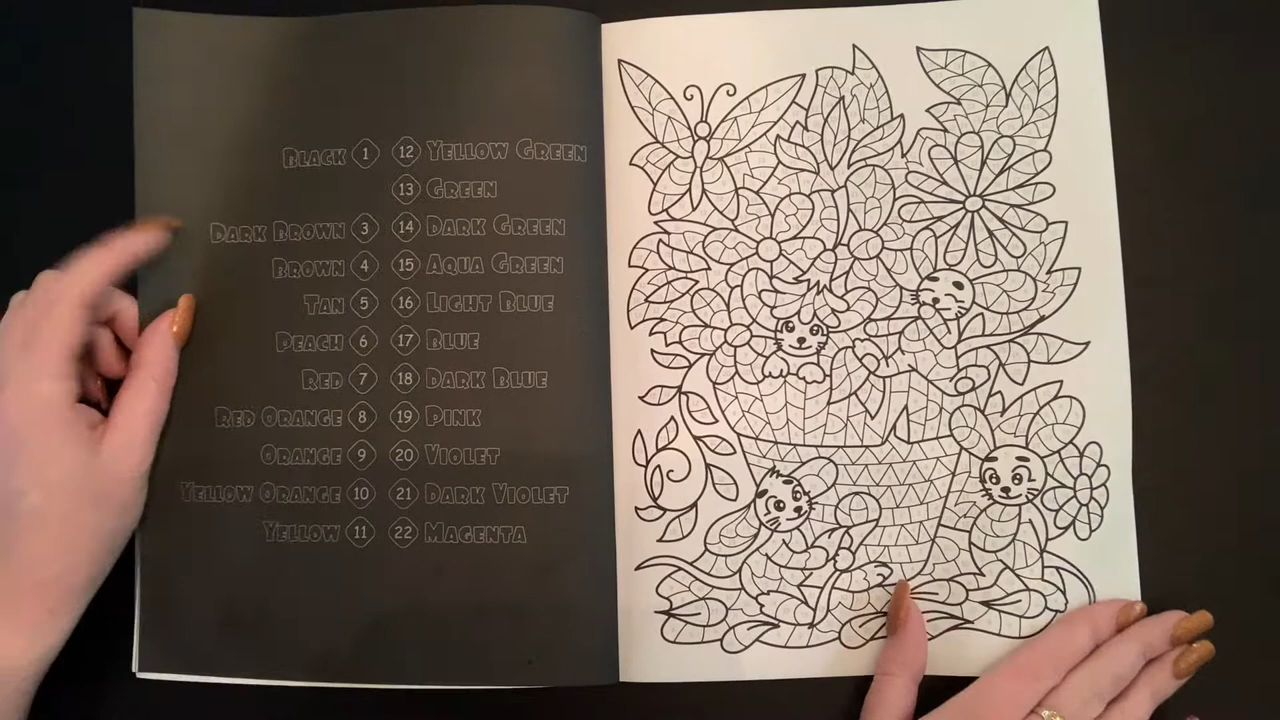 BLACK 1 12 YELLOW GREEN
13 GREEN
DARK BROWN 3 14 DARK GREEN
BROWN 4 15 AQUA GREEN
TAN 5 16 LIGHT BLUE
PEACH 6 17 BLUE
RED 7 18 DARK BLUE
RED ORANGE 8 19 PINK
ORANGE 9 20 VIOLET
YELLOW ORANGE 10 21 DARK VIOLET
YELLOW 11 22 MAGENTA